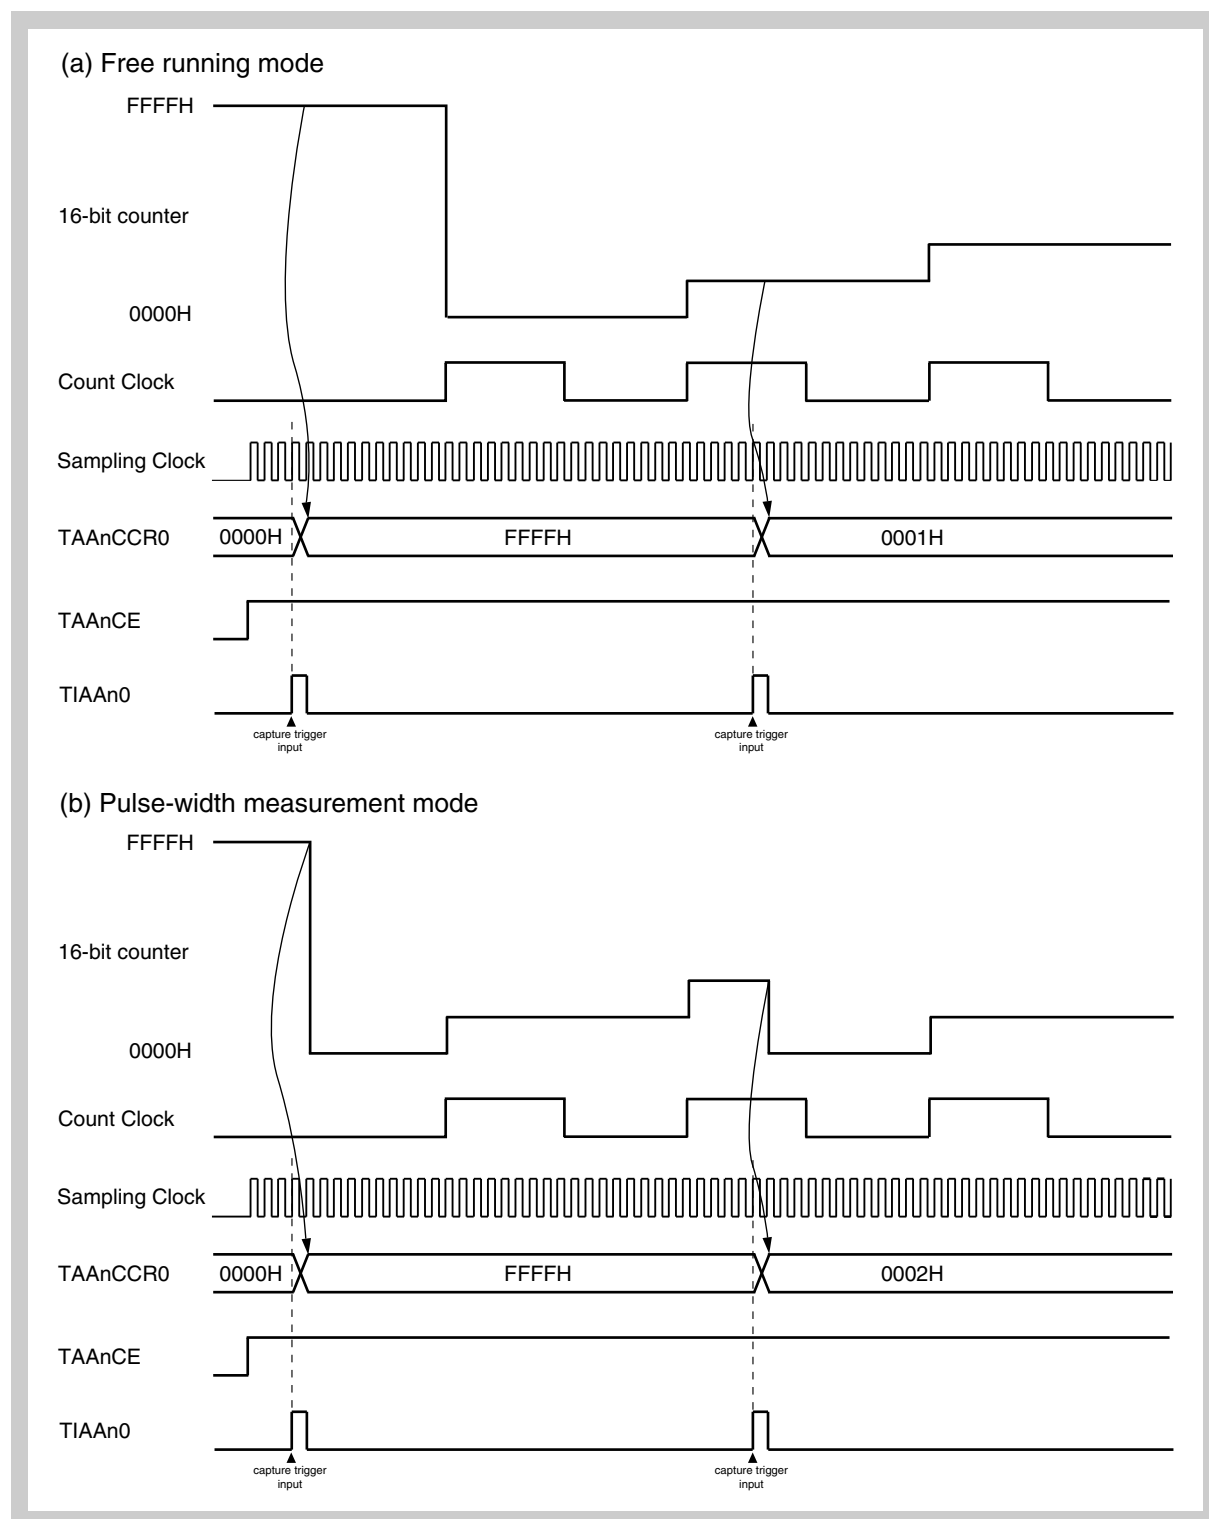 (a) Free running mode
FFFFH
16-bit counter
0000H
Count Clock
Sampling Clock
TAAnCCR0 0000H FFFFH 0001H
TAAnCE
TIAAn0
capture trigger input
capture trigger input
(b) Pulse-width measurement mode
FFFFH
16-bit counter
0000H
Count Clock
Sampling Clock
TAAnCCR0 0000H FFFFH 0002H
TAAnCE
TIAAn0
capture trigger input
capture trigger input